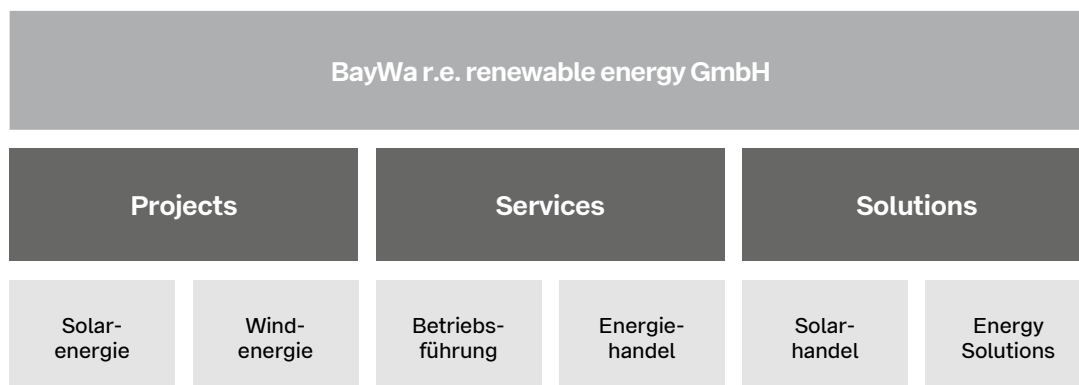 BayWa r.e. renewable energy GmbH
Projects
Services
Solutions
Solar-
energie
Wind-
energie
Betriebs-
führung
Energie-
handel
Solar-
handel
Energy
Solutions